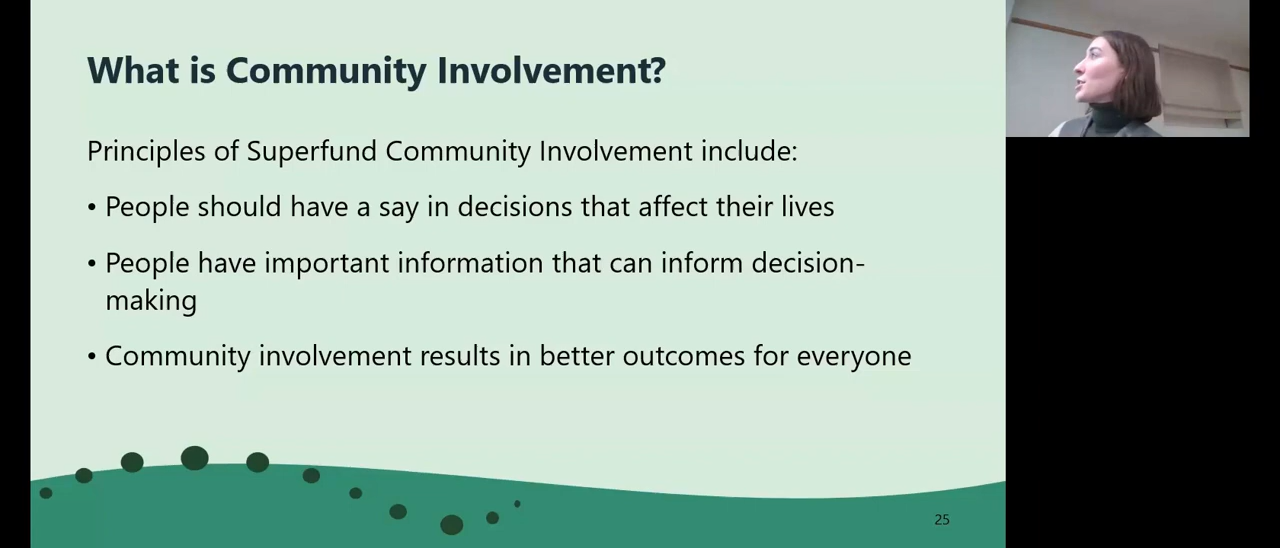 What is Community Involvement?
Principles of Superfund Community Involvement include:
• People should have a say in decisions that affect their lives
• People have important information that can inform decision-
making
• Community involvement results in better outcomes for everyone
25